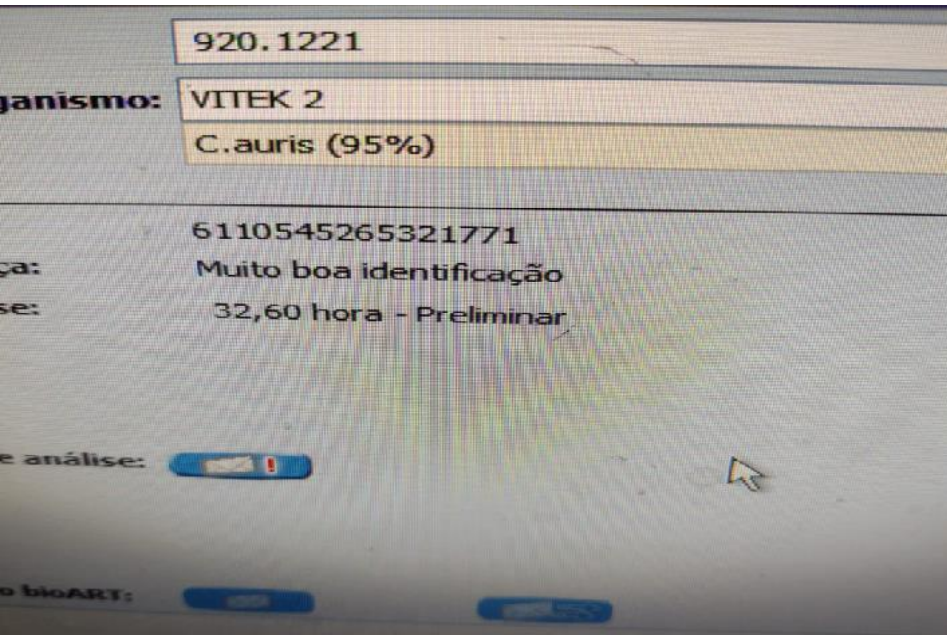 920.1221
ganismo: VITEK 2
C.auris (95%)
6110545265321771
ça: Muito boa identificação
se: 32,60 hora - Preliminar
e análise: !
o bioART: